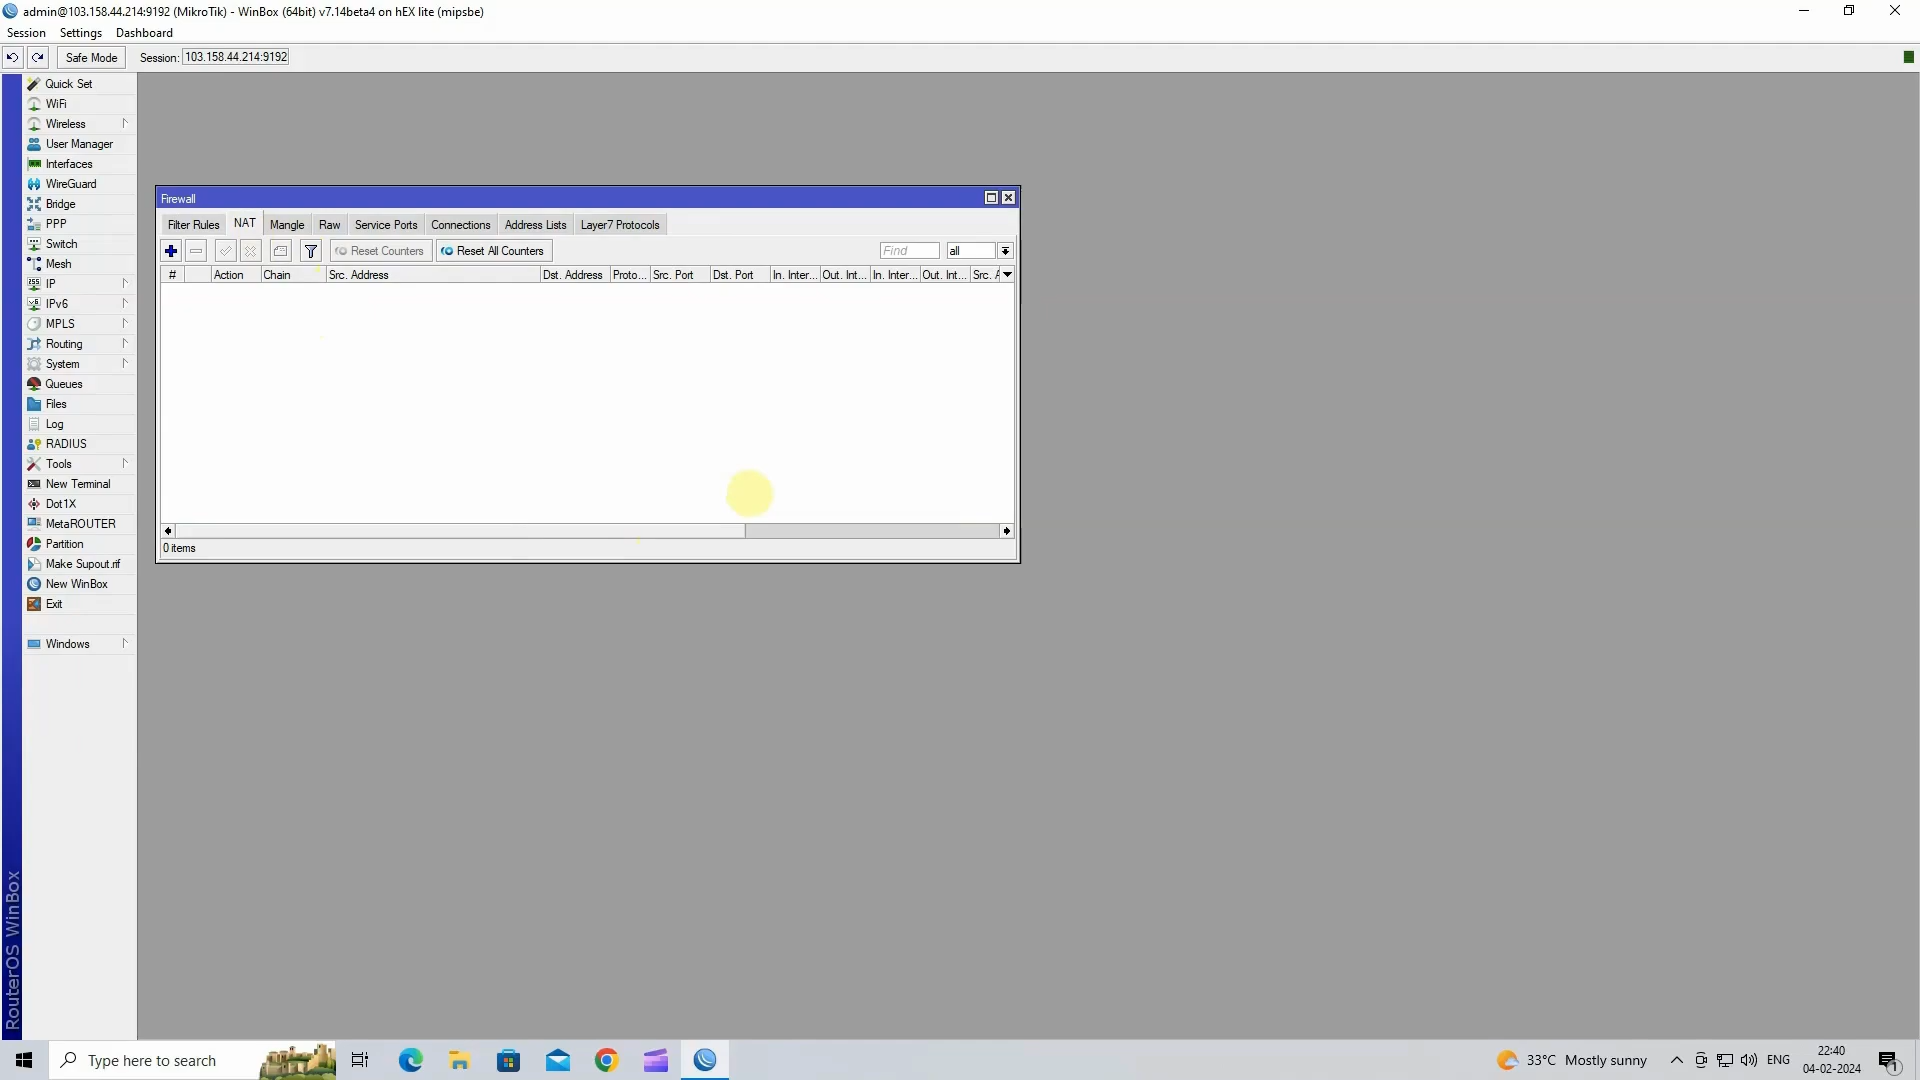 admin@103.158.44.214:9192 (MikroTik) - WinBox (64bit) v7.14beta4 on hEX lite (mipsbe)
Session Settings Dashboard
Safe Mode Session: 103.158.44.214:9192
Quick Set
WiFi
Wireless
User Manager
Interfaces
WireGuard
Bridge
PPP
Switch
Mesh
IP
IPv6
MPLS
Routing
System
Queues
Files
Log
RADIUS
Tools
New Terminal
Dot1X
MetaROUTER
Partition
Make Supout.rif
New WinBox
Exit
Windows
RouterOS WinBox
Firewall
Filter Rules NAT Mangle Raw Service Ports Connections Address Lists Layer7 Protocols
Reset Counters Reset All Counters Find all
# Action Chain Src. Address Dst. Address Proto... Src. Port Dst. Port In. Inter... Out. Int... In. Inter... Out. Int... Src. A
0 items
Type here to search
33°C Mostly sunny
ENG
22:40
04-02-2024
1